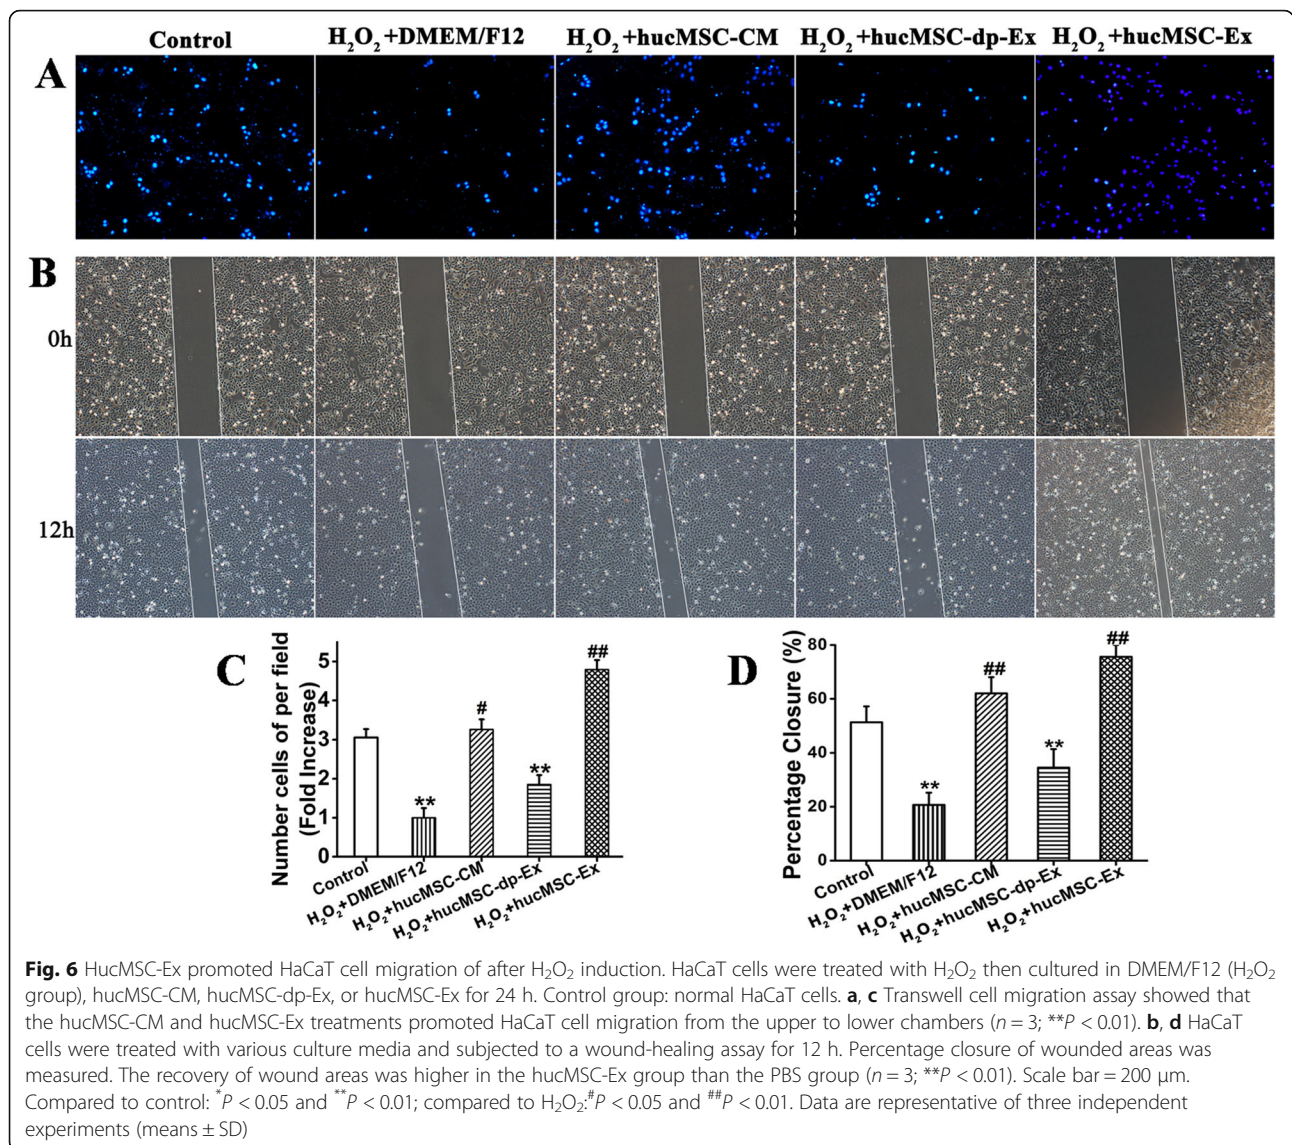 Control
H₂O₂+DMEM/F12
H₂O₂+hucMSC-CM
H₂O₂+hucMSC-dp-Ex
H₂O₂+hucMSC-Ex
A
B
0h
12h
C
Number cells of per field
(Fold Increase)
5
4
3
2
1
0
#
**
**
##
Control
H₂O₂+DMEM/F12
H₂O₂+hucMSC-CM
H₂O₂+hucMSC-dp-Ex
H₂O₂+hucMSC-Ex
D
Percentage Closure (%)
80
60
40
20
0
**
##
**
##
Control
H₂O₂+DMEM/F12
H₂O₂+hucMSC-CM
H₂O₂+hucMSC-dp-Ex
H₂O₂+hucMSC-Ex
Fig. 6 HucMSC-Ex promoted HaCaT cell migration of after H₂O₂ induction. HaCaT cells were treated with H₂O₂ then cultured in DMEM/F12 (H₂O₂
group), hucMSC-CM, hucMSC-dp-Ex, or hucMSC-Ex for 24 h. Control group: normal HaCaT cells. a, c Transwell cell migration assay showed that
the hucMSC-CM and hucMSC-Ex treatments promoted HaCaT cell migration from the upper to lower chambers (n = 3; **P < 0.01). b, d HaCaT
cells were treated with various culture media and subjected to a wound-healing assay for 12 h. Percentage closure of wounded areas was
measured. The recovery of wound areas was higher in the hucMSC-Ex group than the PBS group (n = 3; **P < 0.01). Scale bar = 200 μm.
Compared to control: *P < 0.05 and **P < 0.01; compared to H₂O₂:#P < 0.05 and ##P < 0.01. Data are representative of three independent
experiments (means ± SD)